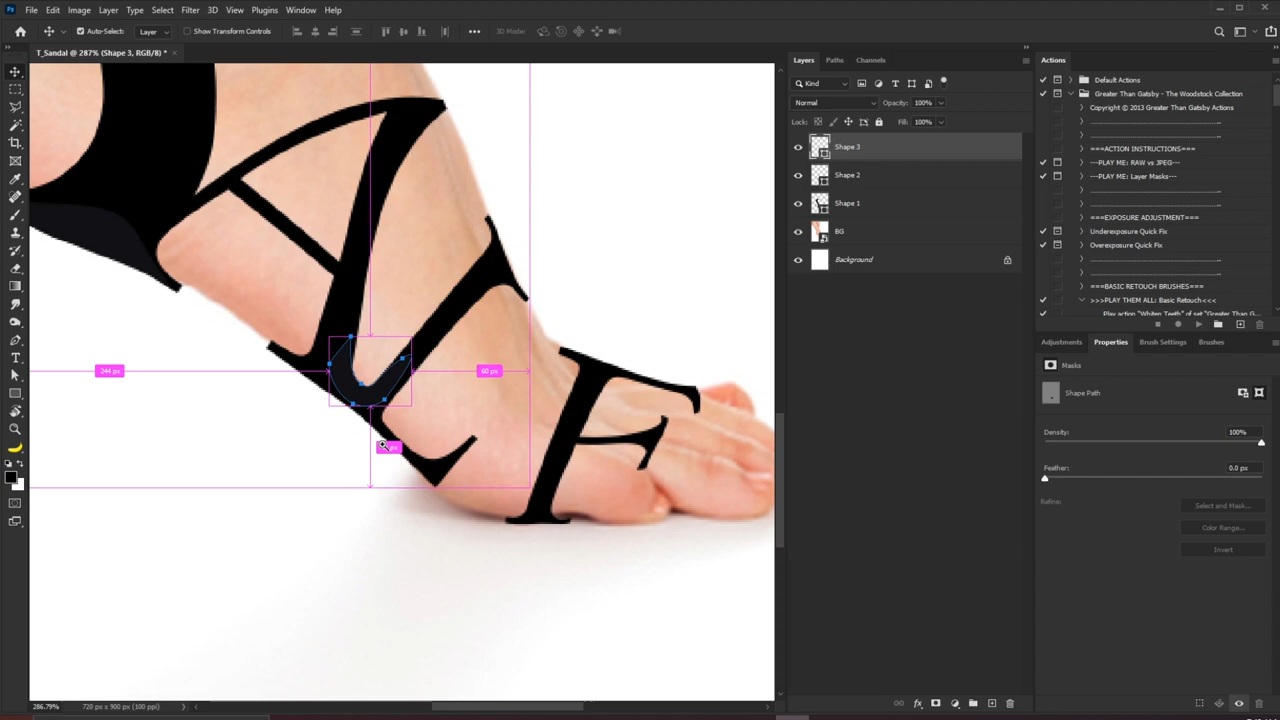 File Edit Image Layer Type Select Filter 3D View Plugins Window Help
Auto-Select: Layer Show Transform Controls 3D Mode:
T_Sandal @ 287% (Shape 3, RGB/8) *
Layers Paths Channels
Kind
Normal Opacity: 100%
Lock: Fill: 100%
Shape 3
Shape 2
Shape 1
BG
Background
Actions
Default Actions
Greater Than Gatsby - The Woodstock Collection
Copyright © 2013 Greater Than Gatsby Actions
===ACTION INSTRUCTIONS===
---PLAY ME: RAW vs JPEG---
---PLAY ME: Layer Masks---
===EXPOSURE ADJUSTMENT===
Underexposure Quick Fix
Overexposure Quick Fix
===BASIC RETOUCH BRUSHES===
>>>PLAY THEM ALL: Basic Retouch<<<
Play action "Whiten Teeth" of set "Greater Than G...
Adjustments Properties Brush Settings Brushes
Masks
Shape Path
Density: 100%
Feather: 0.0 px
Refine: Select and Mask...
Color Range...
Invert
244 px
60 px
A
E
F
286.79% 720 px x 900 px (100 ppi)